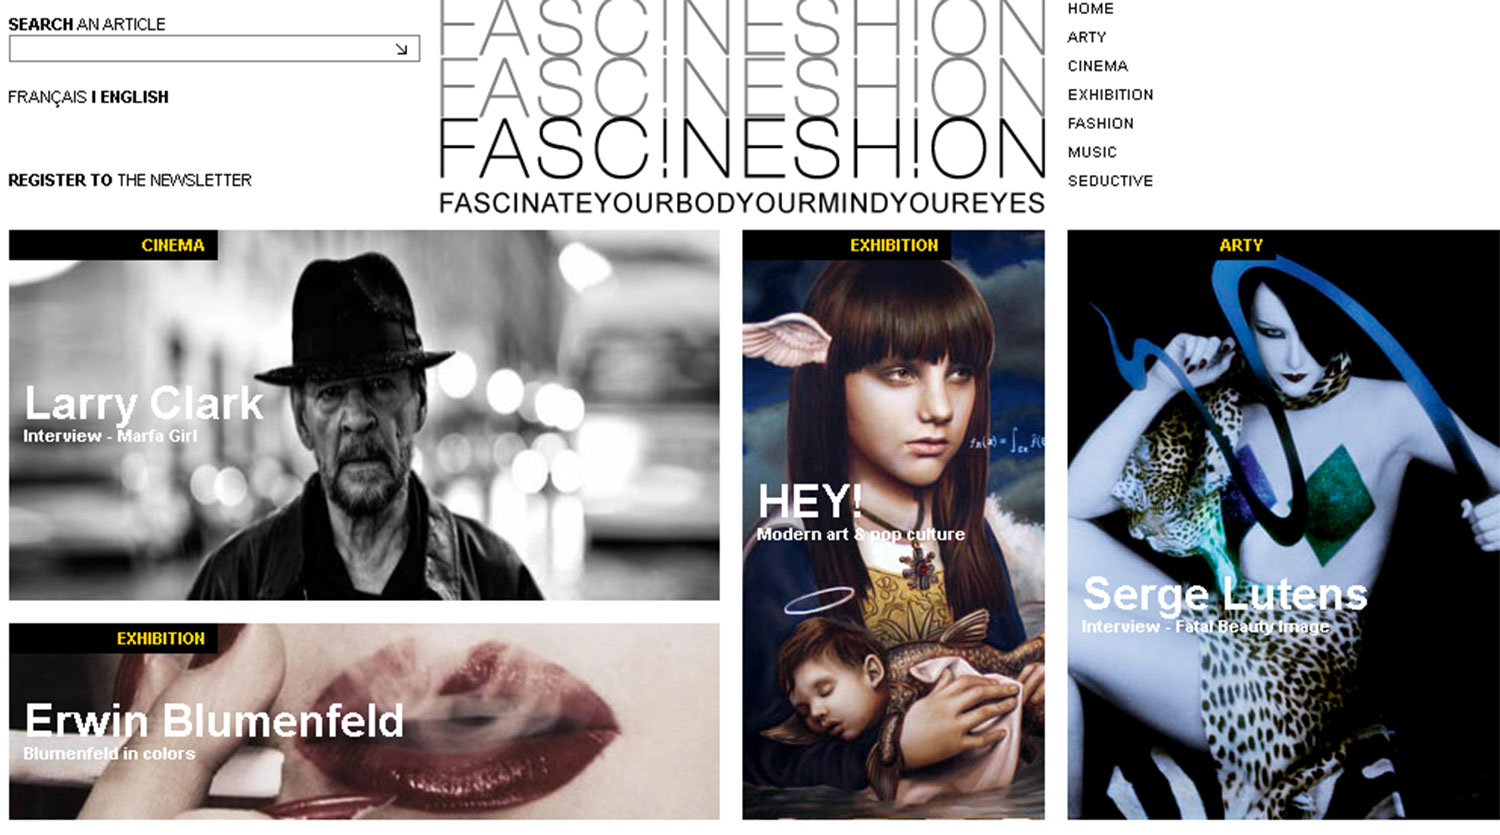 SEARCH AN ARTICLE
FRANÇAIS I ENGLISH
REGISTER TO THE NEWSLETTER
FASC!NESH!ON
FASC!NESH!ON
FASC!NESH!ON
FASCINATEYOURBODYYOURMINDYOUREYES
HOME
ARTY
CINEMA
EXHIBITION
FASHION
MUSIC
SEDUCTIVE
CINEMA
Larry Clark
Interview - Marfa Girl
EXHIBITION
Erwin Blumenfeld
Blumenfeld in colors
EXHIBITION
HEY!
Modern art & pop culture
ARTY
Serge Lutens
Interview - Fatal Beauty Image